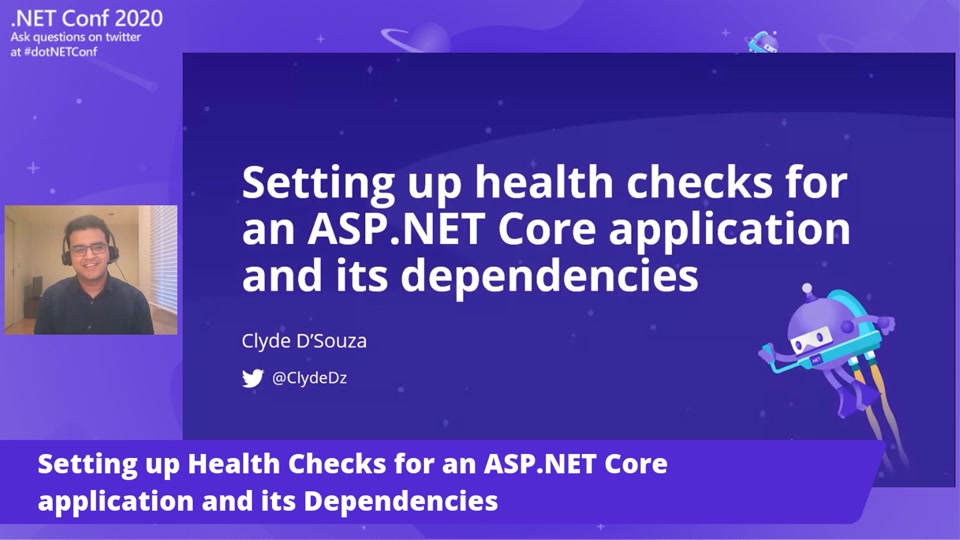 .NET Conf 2020
Ask questions on twitter
at #dotNETConf
Setting up health checks for
an ASP.NET Core application
and its dependencies
Clyde D’Souza
@ClydeDz
.NET
Setting up Health Checks for an ASP.NET Core
application and its Dependencies